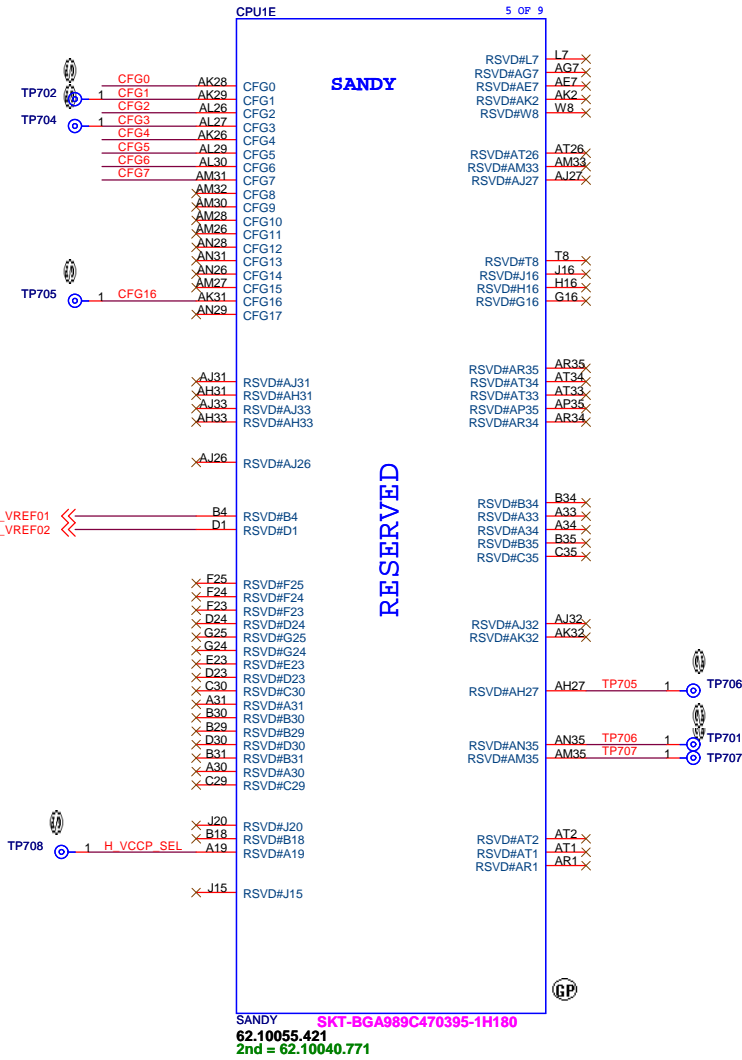 CPU1E 5 OF 9
SANDY
RESERVED
TP702
TP704
CFG0 AK28 CFG0
1 CFG1 AK29 CFG1
CFG2 AL26 CFG2
1 CFG3 AL27 CFG3
CFG4 AK26 CFG4
CFG5 AL29 CFG5
CFG6 AL30 CFG6
CFG7 AM31 CFG7
AM32 CFG8
AM30 CFG9
AM28 CFG10
AM26 CFG11
AN28 CFG12
AN31 CFG13
AN26 CFG14
AM27 CFG15
TP705 1 CFG16 AK31 CFG16
AN29 CFG17
AJ31 RSVD#AJ31
AH31 RSVD#AH31
AJ33 RSVD#AJ33
AH33 RSVD#AH33
AJ26 RSVD#AJ26
_VREF01 B4 RSVD#B4
_VREF02 D1 RSVD#D1
F25 RSVD#F25
F24 RSVD#F24
F23 RSVD#F23
D24 RSVD#D24
G25 RSVD#G25
G24 RSVD#G24
E23 RSVD#E23
D23 RSVD#D23
C30 RSVD#C30
A31 RSVD#A31
B30 RSVD#B30
B29 RSVD#B29
D30 RSVD#D30
B31 RSVD#B31
A30 RSVD#A30
C29 RSVD#C29
J20 RSVD#J20
B18 RSVD#B18
TP708 1 H_VCCP_SEL A19 RSVD#A19
J15 RSVD#J15
RSVD#L7 L7
RSVD#AG7 AG7
RSVD#AE7 AE7
RSVD#AK2 AK2
RSVD#W8 W8
RSVD#AT26 AT26
RSVD#AM33 AM33
RSVD#AJ27 AJ27
RSVD#T8 T8
RSVD#J16 J16
RSVD#H16 H16
RSVD#G16 G16
RSVD#AR35 AR35
RSVD#AT34 AT34
RSVD#AT33 AT33
RSVD#AP35 AP35
RSVD#AR34 AR34
RSVD#B34 B34
RSVD#A33 A33
RSVD#A34 A34
RSVD#B35 B35
RSVD#C35 C35
RSVD#AJ32 AJ32
RSVD#AK32 AK32
RSVD#AH27 AH27 TP705 1 TP706
RSVD#AN35 AN35 TP706 1 TP701
RSVD#AM35 AM35 TP707 1 TP707
RSVD#AT2 AT2
RSVD#AT1 AT1
RSVD#AR1 AR1
GP
SANDY SKT-BGA989C470395-1H180
62.10055.421
2nd = 62.10040.771